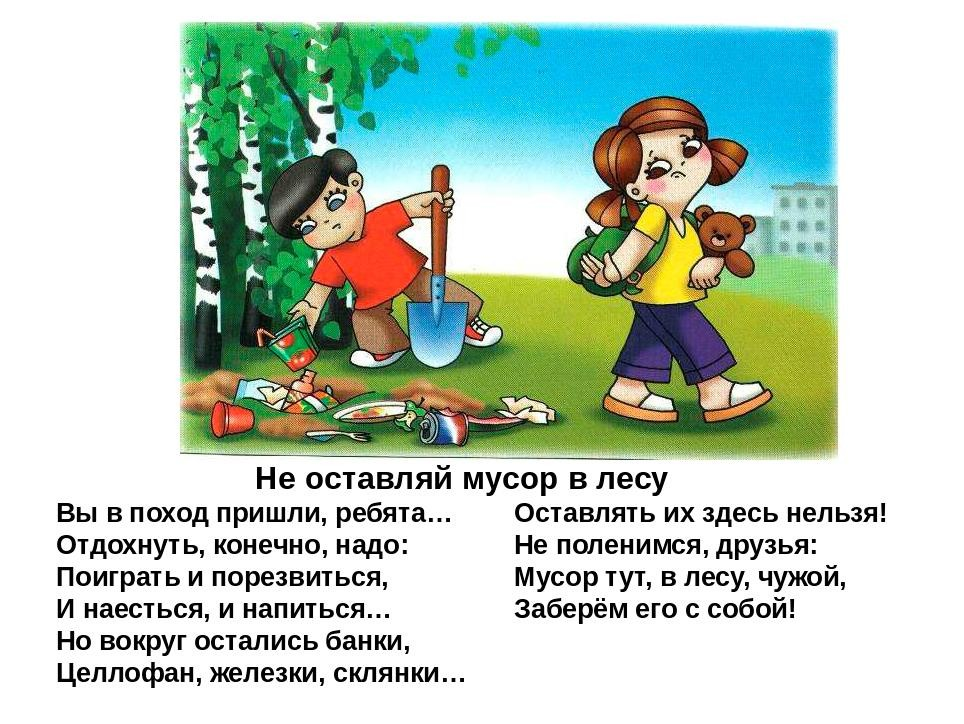 Не оставляй мусор в лесу
Вы в поход пришли, ребята…
Отдохнуть, конечно, надо:
Поиграть и порезвиться,
И наесться, и напиться…
Но вокруг остались банки,
Целлофан, железки, склянки…
Оставлять их здесь нельзя!
Не поленимся, друзья:
Мусор тут, в лесу, чужой,
Заберём его с собой!